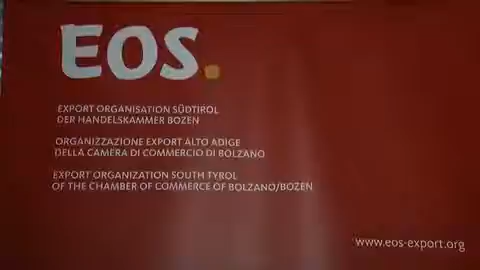 EOS.
EXPORT ORGANISATION SÜDTIROL
DER HANDELSKAMMER BOZEN
ORGANIZZAZIONE EXPORT ALTO ADIGE
DELLA CAMERA DI COMMERCIO DI BOLZANO
EXPORT ORGANIZATION SOUTH TYROL
OF THE CHAMBER OF COMMERCE OF BOLZANO/BOZEN
www.eos-export.org